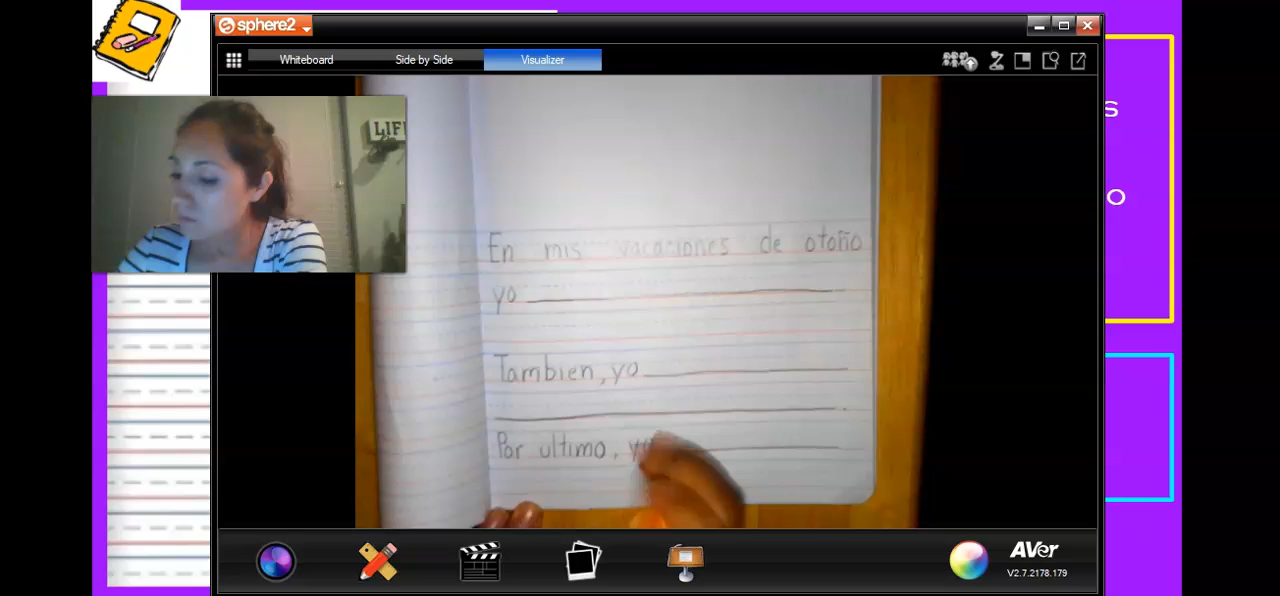 sphere2
Whiteboard
Side by Side
Visualizer
s
LIF
o
En mis vacaciones de otoño
yo
Tambien, yo
Por ultimo, yo
AVer
V2.7.2178.179